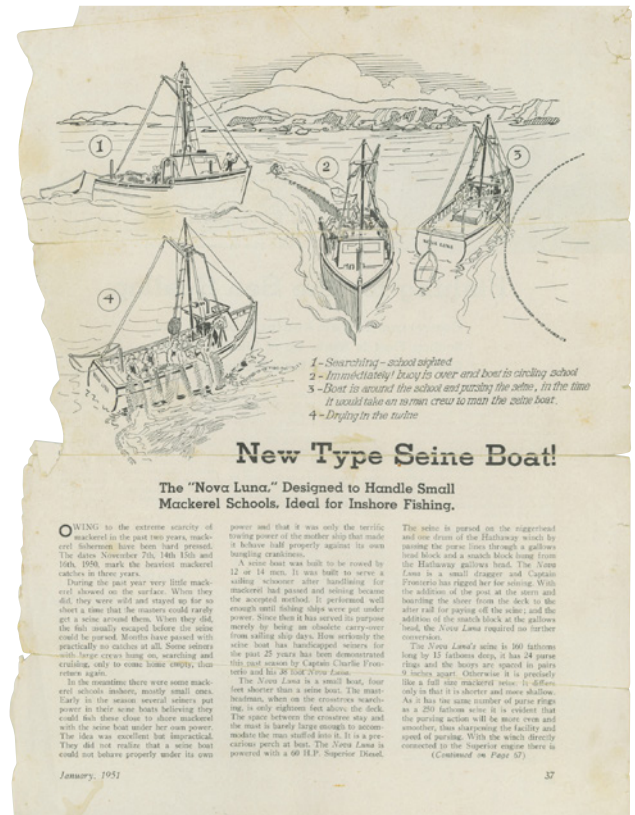 1
2
3
4
NOVA LUNA
1-Searching-school sighted
2-Immediately! buoy is over and boat is circling school
3-Boat is around the school and pursing the seine, in the time
it would take an man crew to man the seine boat.
4-Drying in the twine
New Type Seine Boat!
The "Nova Luna," Designed to Handle Small
Mackerel Schools, Ideal for Inshore Fishing.
OWING to the extreme scarcity of
mackerel in the past two years, mack-
erel fishermen have been hard pressed.
The dates November 7th, 14th 15th and
16th, 1950, mark the heaviest mackerel
catches in three years.
During the past year very little mack-
erel showed on the surface. When they
did, they were wild and stayed up for so
short a time that the masters could rarely
get a seine around them. When they did,
the fish usually escaped before the seine
could be pursed. Months have passed with
practically no catches at all. Some seiners
with large crews hung on, searching and
cruising, only to come home empty, then
return again.
In the meantime there were some mack-
erel schools inshore, mostly small ones.
Early in the season several seiners put
power in their seine boats believing they
could fish these close to shore mackerel
with the seine boat under her own power.
The idea was excellent but impractical.
They did not realize that a seine boat
could not behave properly under its own
power and that it was only the terrific
towing power of the mother ship that made
it behave half properly against its own
bungling crankiness.
A seine boat was built to be rowed by
12 or 14 men. It was built to serve a
sailing schooner after handlining for
mackerel had passed and seining became
the accepted method. It performed well
enough until fishing ships were put under
power. Since then it has served its purpose
merely by being an obsolete carry-over
from sailing ship days. How seriously the
seine boat has handicapped seiners for
the past 25 years has been demonstrated
this past season by Captain Charlie Fron-
terio and his 36 foot Nova Luna.
The Nova Luna is a small boat, four
feet shorter than a seine boat. The mast-
headman, when on the crosstrees search-
ing, is only eighteen feet above the deck.
The space between the crosstree stay and
the mast is barely large enough to accom-
modate the man stuffed into it. It is a pre-
carious perch at best. The Nova Luna is
powered with a 60 H.P. Superior Diesel.
The seine is pursed on the niggerhead
and one drum of the Hathaway winch by
passing the purse lines through a gallows
head block and a snatch block hung from
the Hathaway gallows head. The Nova
Luna is a small dragger and Captain
Fronterio has rigged her for seining. With
the addition of the post at the stern and
boarding the sheer from the deck to the
after rail for paying off the seine; and the
addition of the snatch block at the gallows
head, the Nova Luna required no further
conversion.
The Nova Luna's seine is 160 fathoms
long by 15 fathoms deep, it has 24 purse
rings and the buoys are spaced in pairs
9 inches apart. Otherwise it is precisely
like a full size mackerel seine. It differs
only in that it is shorter and more shallow.
As it has the same number of purse rings
as a 250 fathom seine it is evident that
the pursing action will be more even and
smoother, thus sharpening the facility and
speed of pursing. With the winch directly
connected to the Superior engine there is
(Continued on Page 67)
January, 1951
37